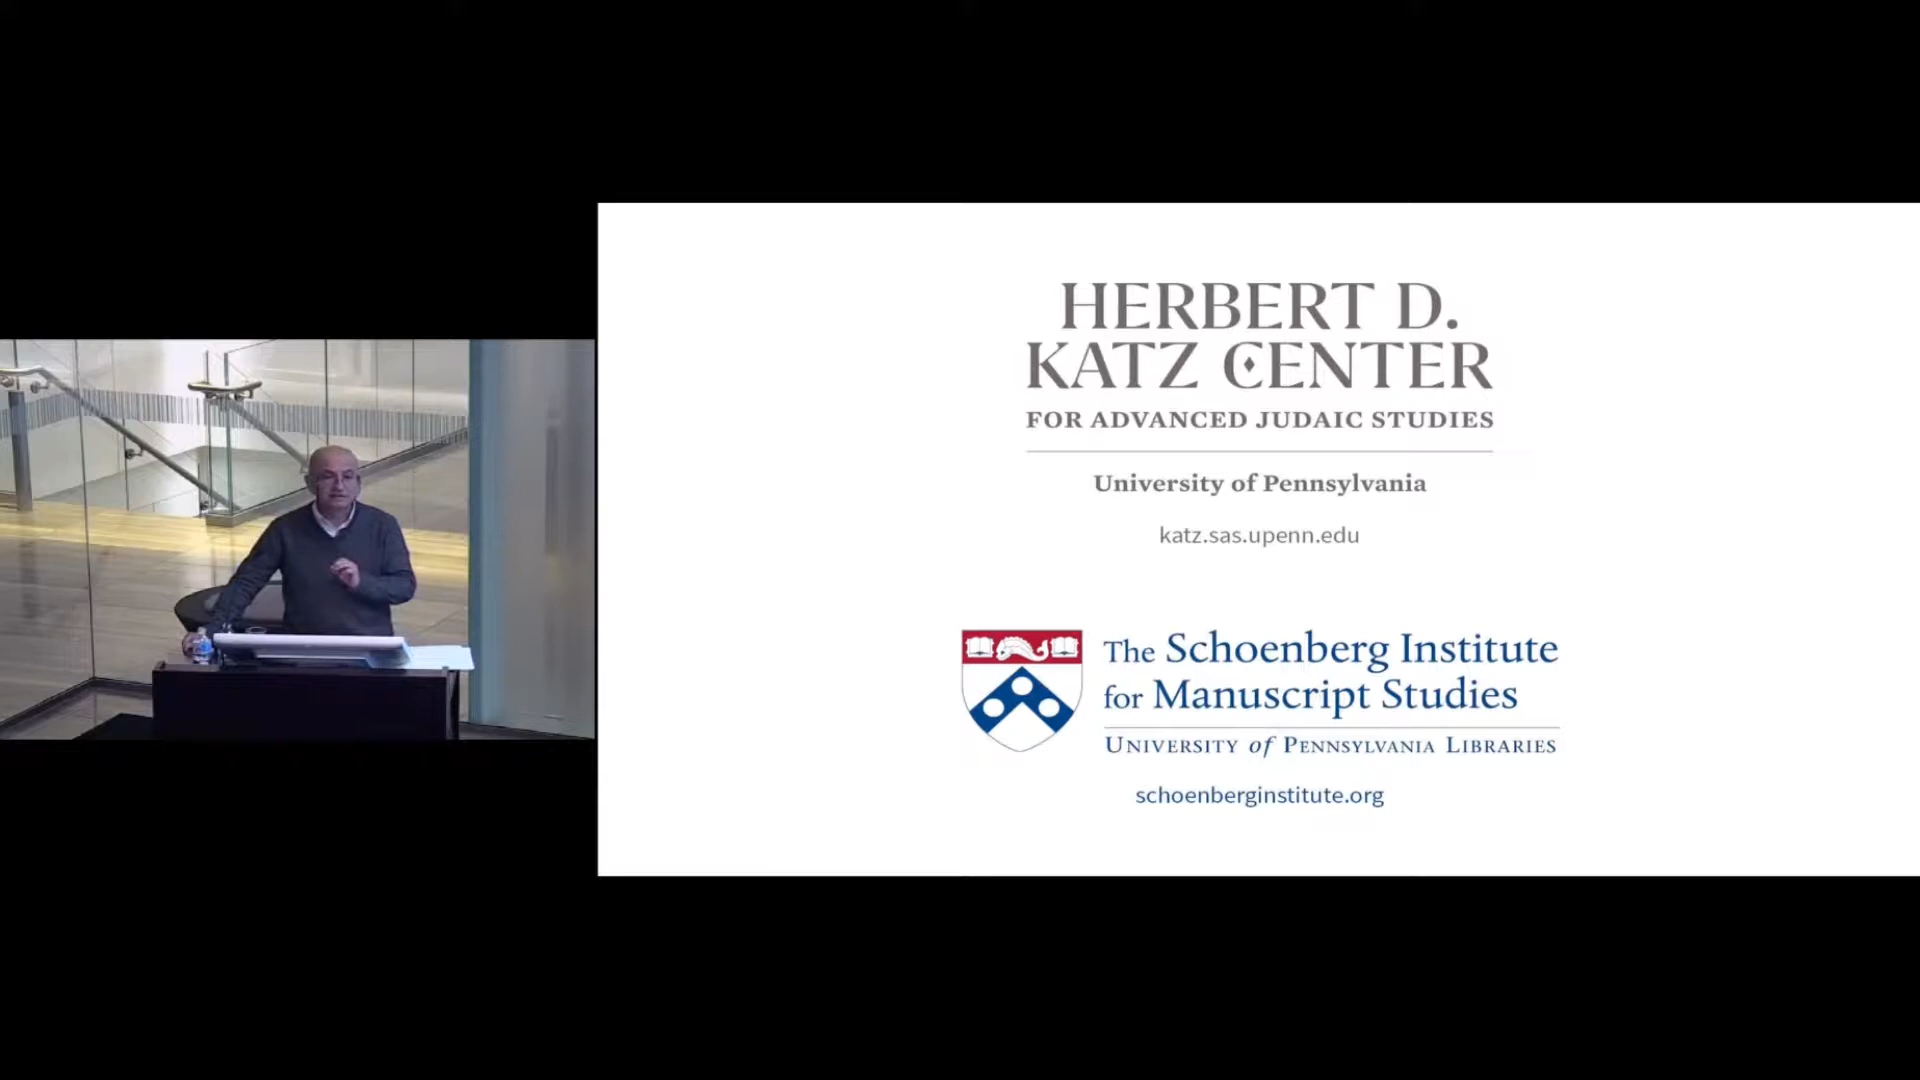 HERBERT D.
KATZ CENTER
FOR ADVANCED JUDAIC STUDIES
University of Pennsylvania
katz.sas.upenn.edu
The Schoenberg Institute
for Manuscript Studies
UNIVERSITY of PENNSYLVANIA LIBRARIES
schoenberginstitute.org